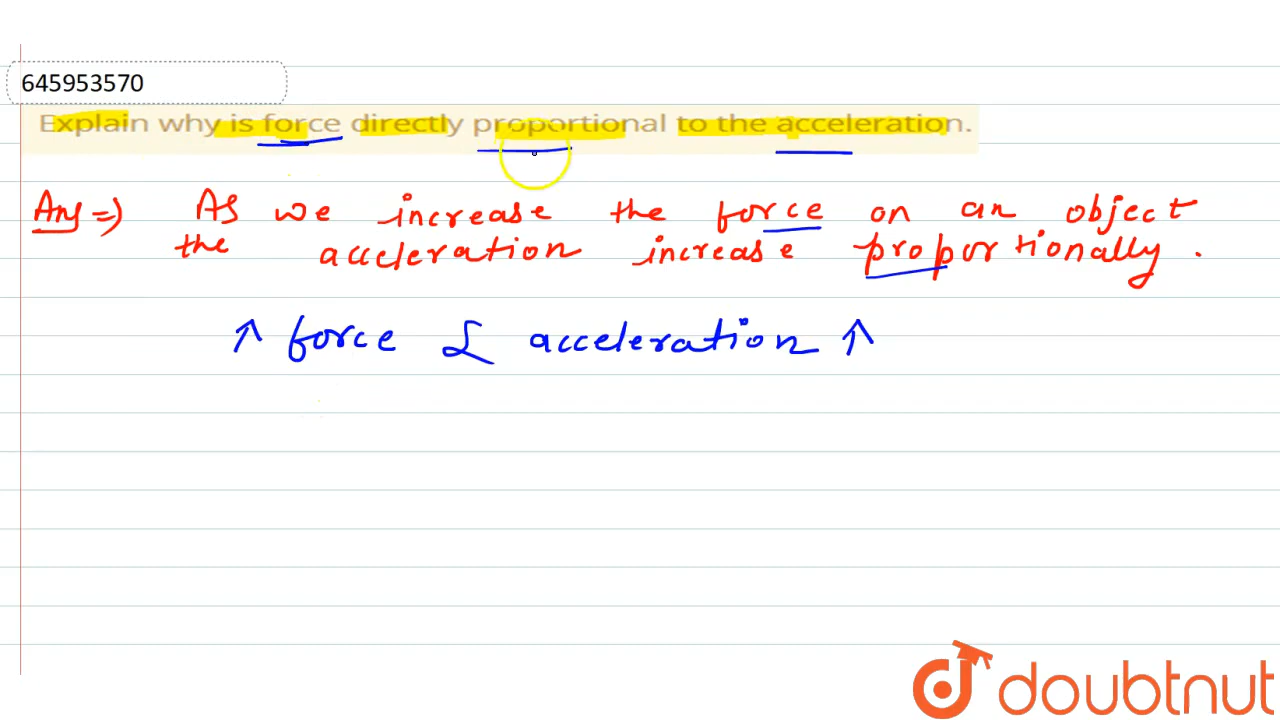 645953570
Explain why is force directly proportional to the acceleration.
Ans => As we increase the force on an object
the acceleration increase proportionally.
↑ force ∝ acceleration ↑
doubtnut